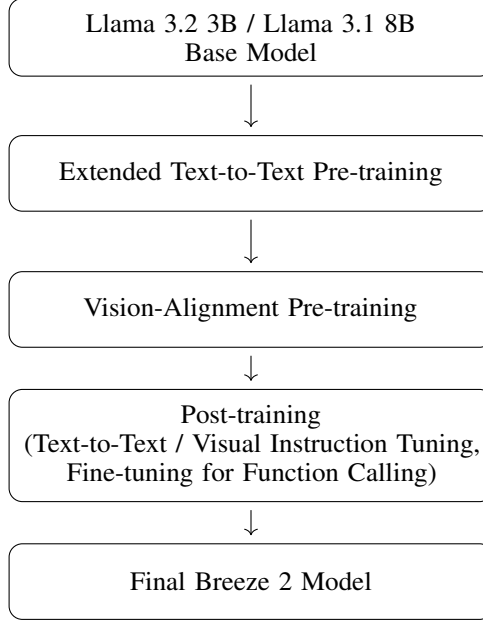 Llama 3.2 3B / Llama 3.1 8B
Base Model
Extended Text-to-Text Pre-training
Vision-Alignment Pre-training
Post-training
(Text-to-Text / Visual Instruction Tuning,
Fine-tuning for Function Calling)
Final Breeze 2 Model